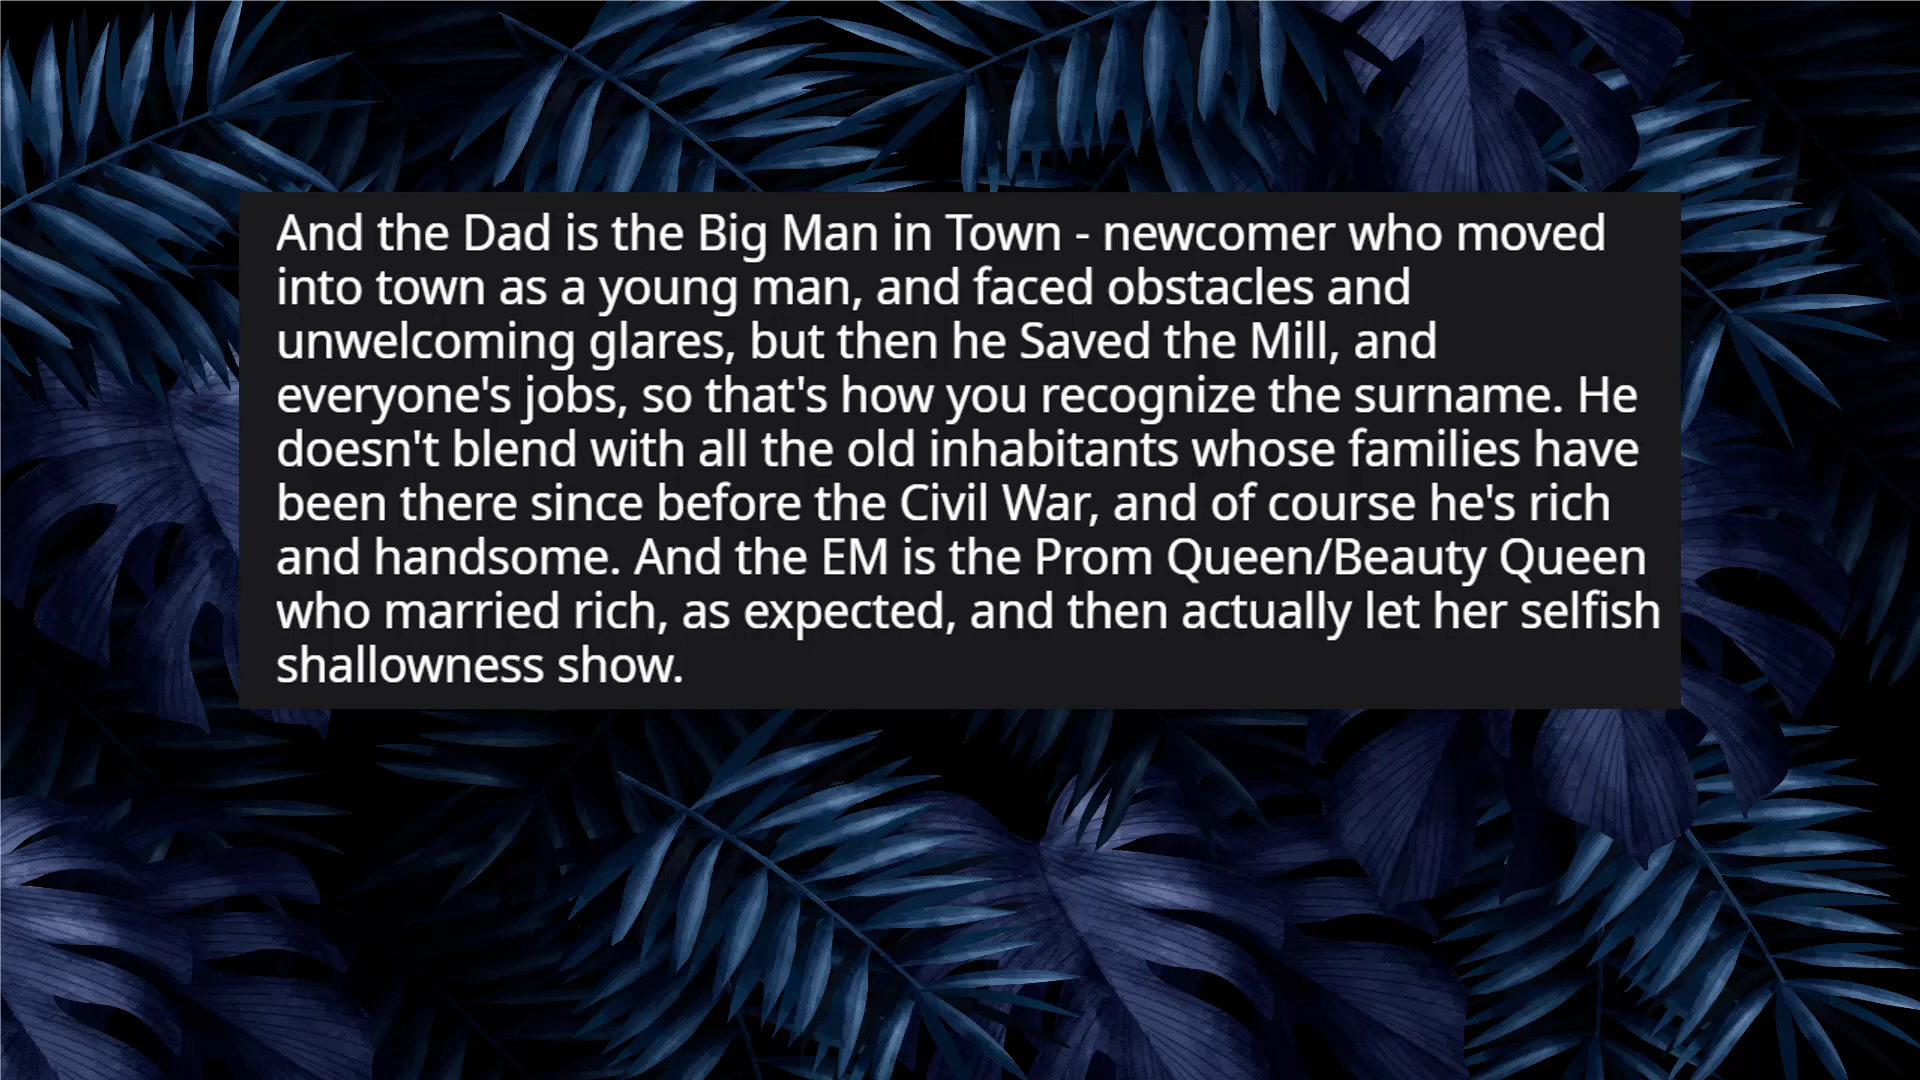 And the Dad is the Big Man in Town - newcomer who moved
into town as a young man, and faced obstacles and
unwelcoming glares, but then he Saved the Mill, and
everyone's jobs, so that's how you recognize the surname. He
doesn't blend with all the old inhabitants whose families have
been there since before the Civil War, and of course he's rich
and handsome. And the EM is the Prom Queen/Beauty Queen
who married rich, as expected, and then actually let her selfish
shallowness show.